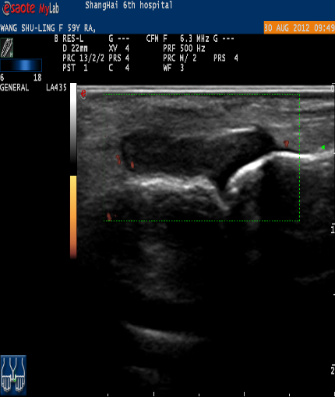 esaote MyLab
ShangHai 6th hospital
WANG SHU-LING F 59Y RA,
30 AUG 2012 09:49
B RES-L G --- CFM F 6.3 MHz G ---
D 22mm XV 4 PRF 500 Hz
PRC 13/2/2 PRS 4 PRC M/ 2 PRS 4
PST 1 C 4 WF 3
6 18
GENERAL LA435
1
2